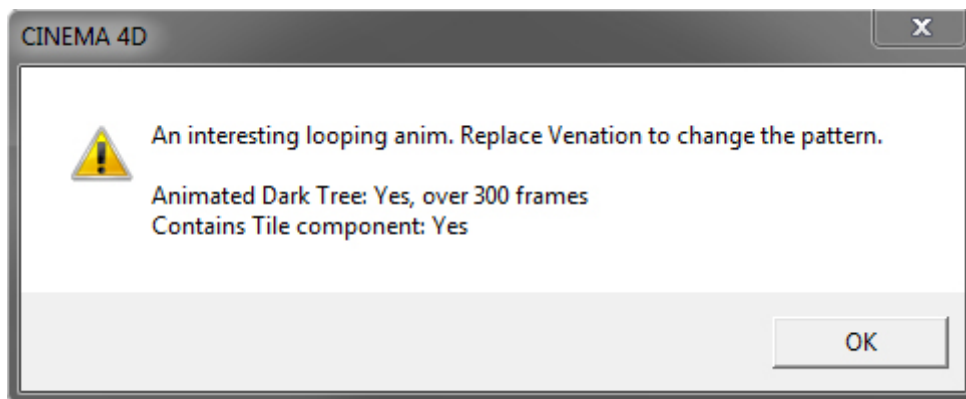 CINEMA 4D
An interesting looping anim. Replace Venation to change the pattern.
Animated Dark Tree: Yes, over 300 frames
Contains Tile component: Yes
OK